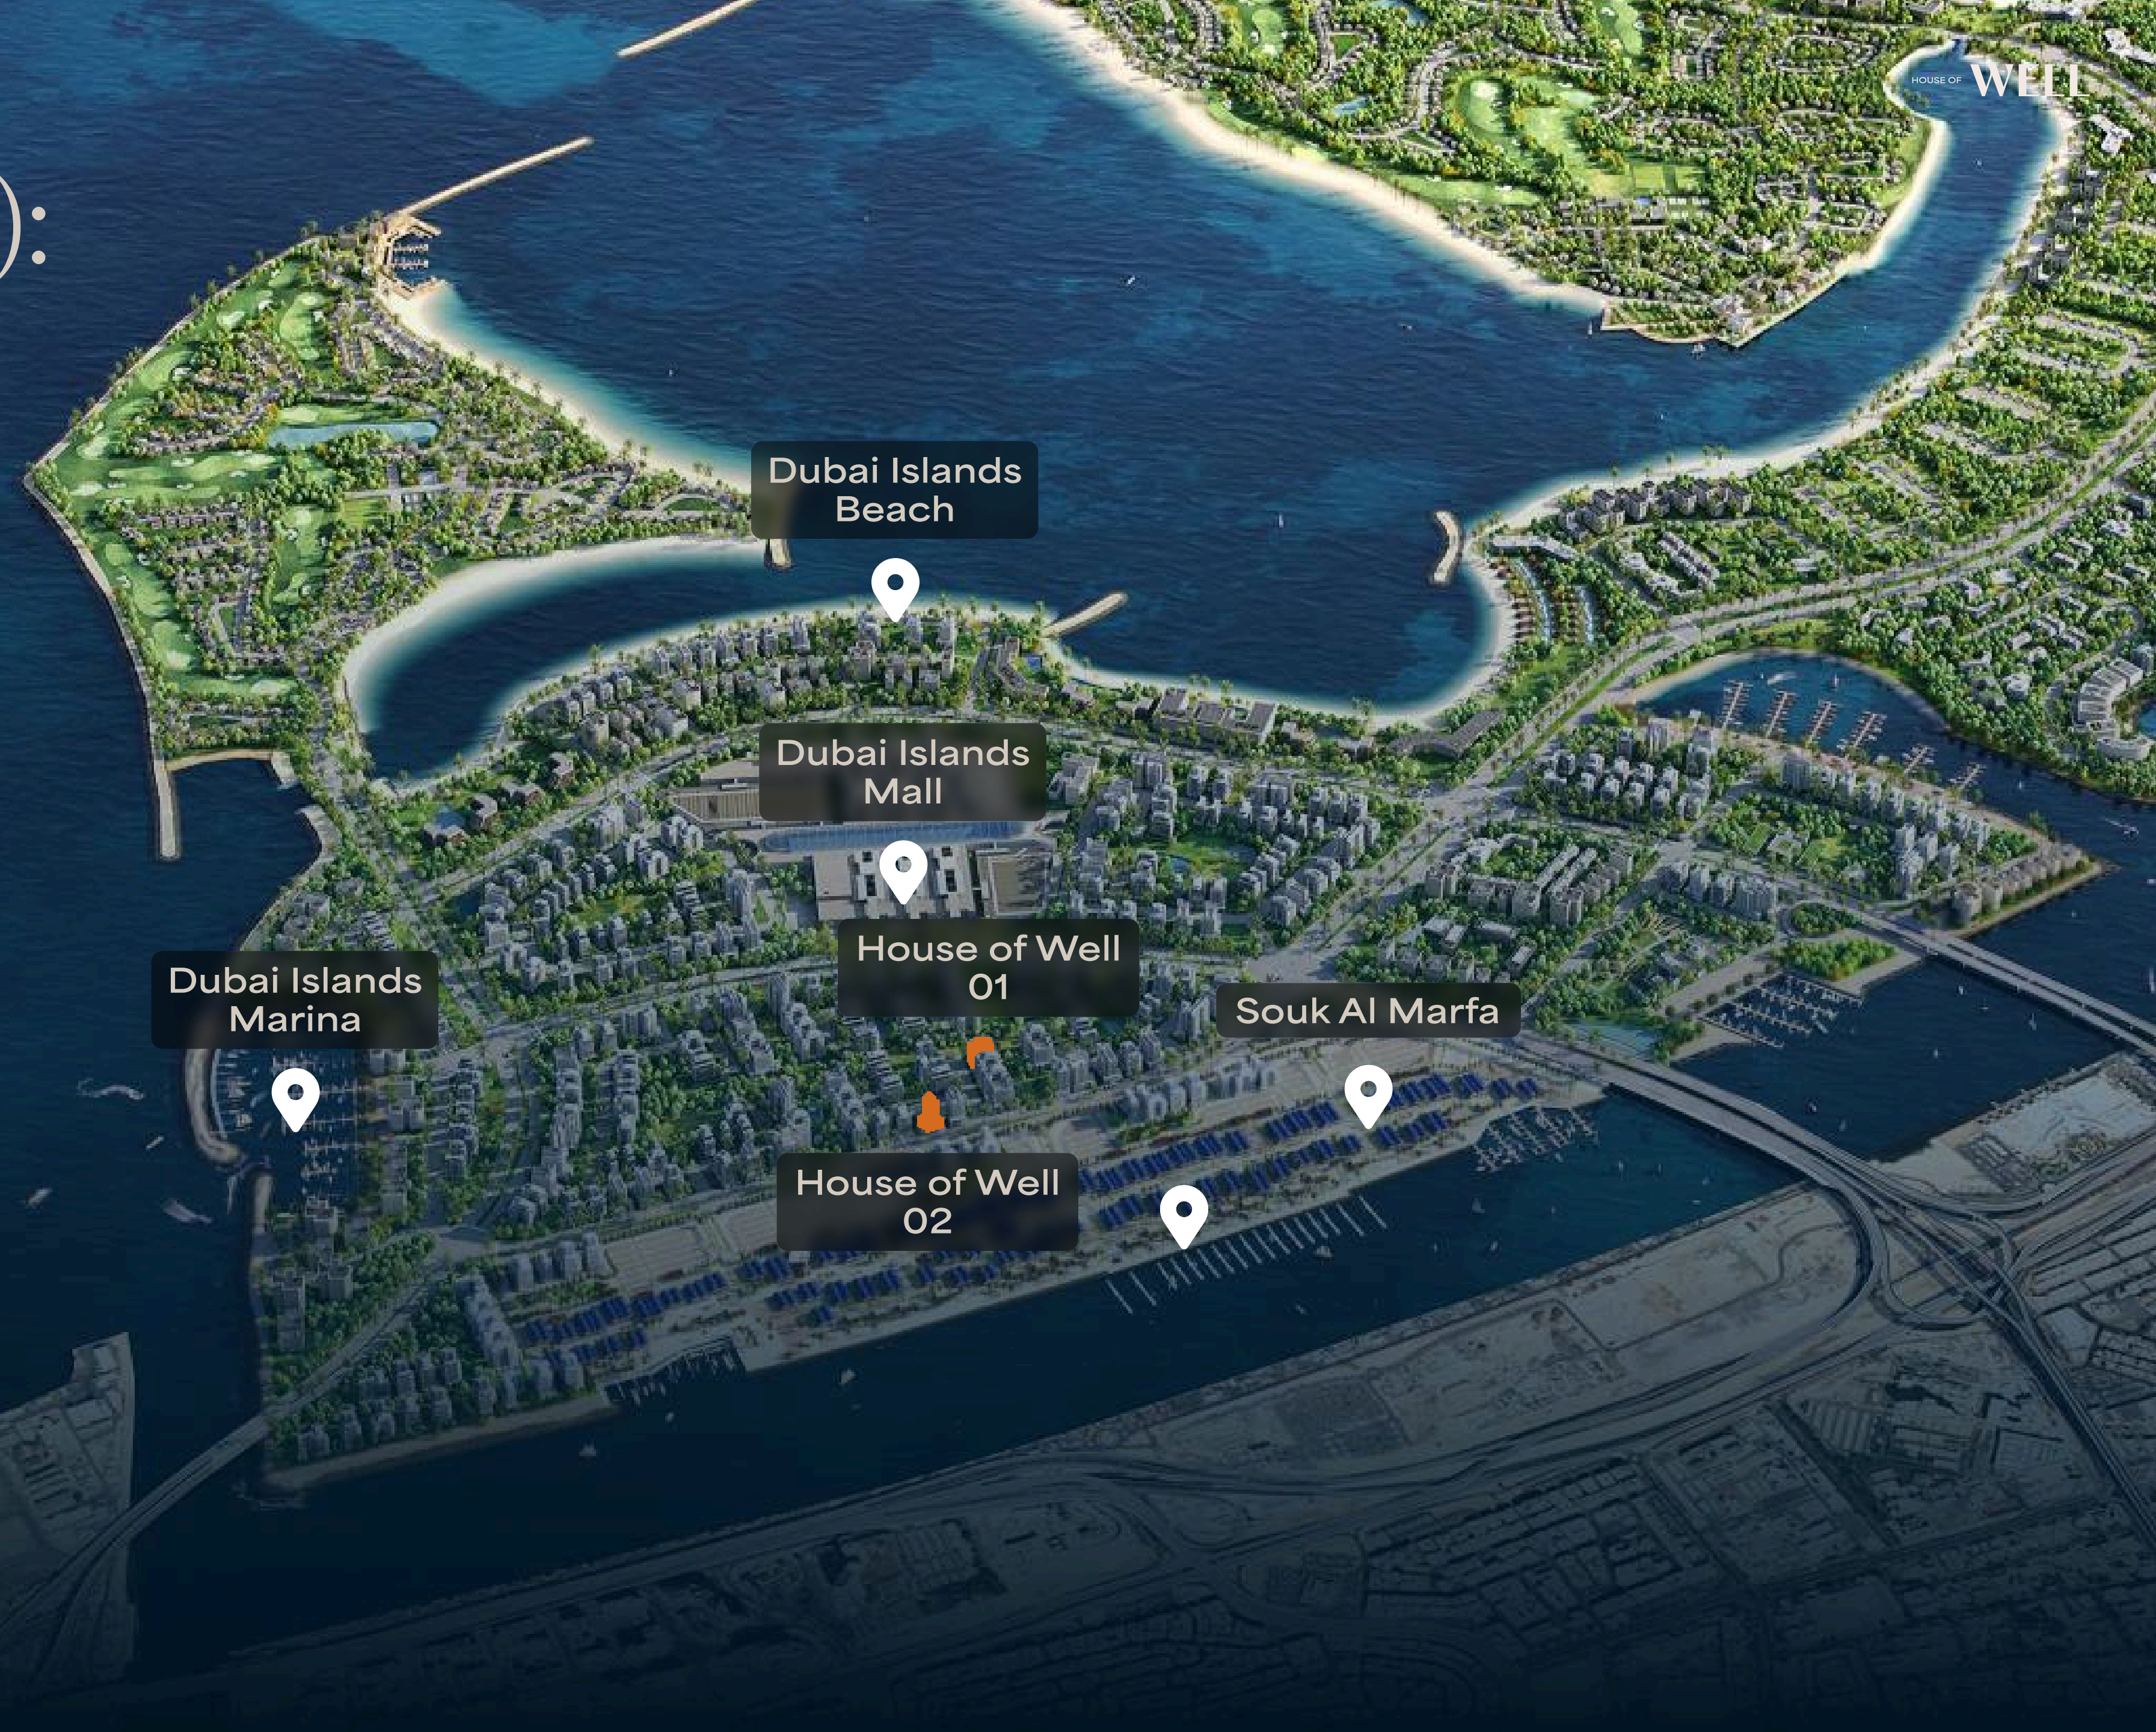 HOUSE OF WELL
):
Dubai Islands
Beach
Dubai Islands
Mall
House of Well
01
Dubai Islands
Marina
Souk Al Marfa
House of Well
02